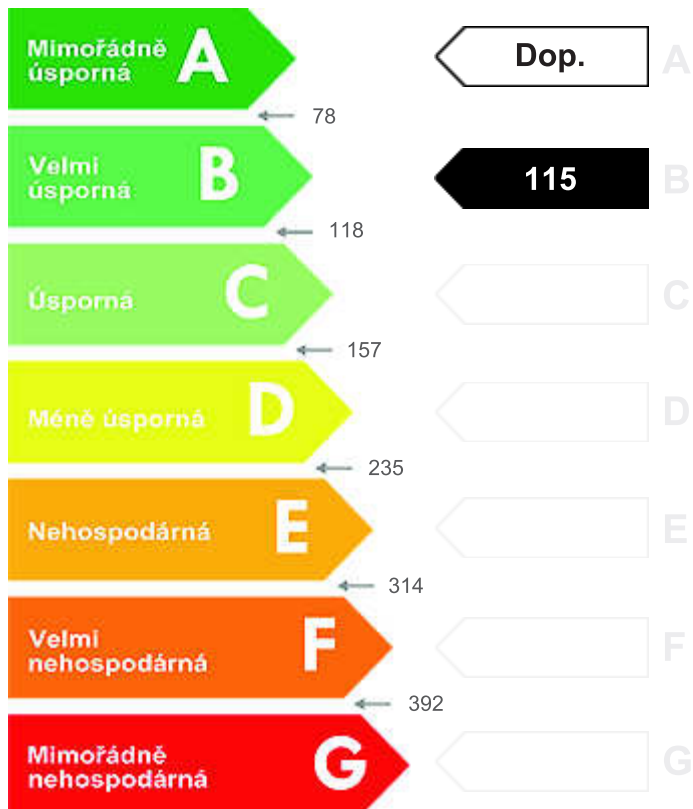 Mimořádně
úsporná
A
Dop.
A
78
Velmi
úsporná
B
115
B
118
Úsporná
C
C
157
Méně úsporná
D
D
235
Nehospodárná
E
E
314
Velmi
nehospodárná
F
F
392
Mimořádně
nehospodárná
G
G